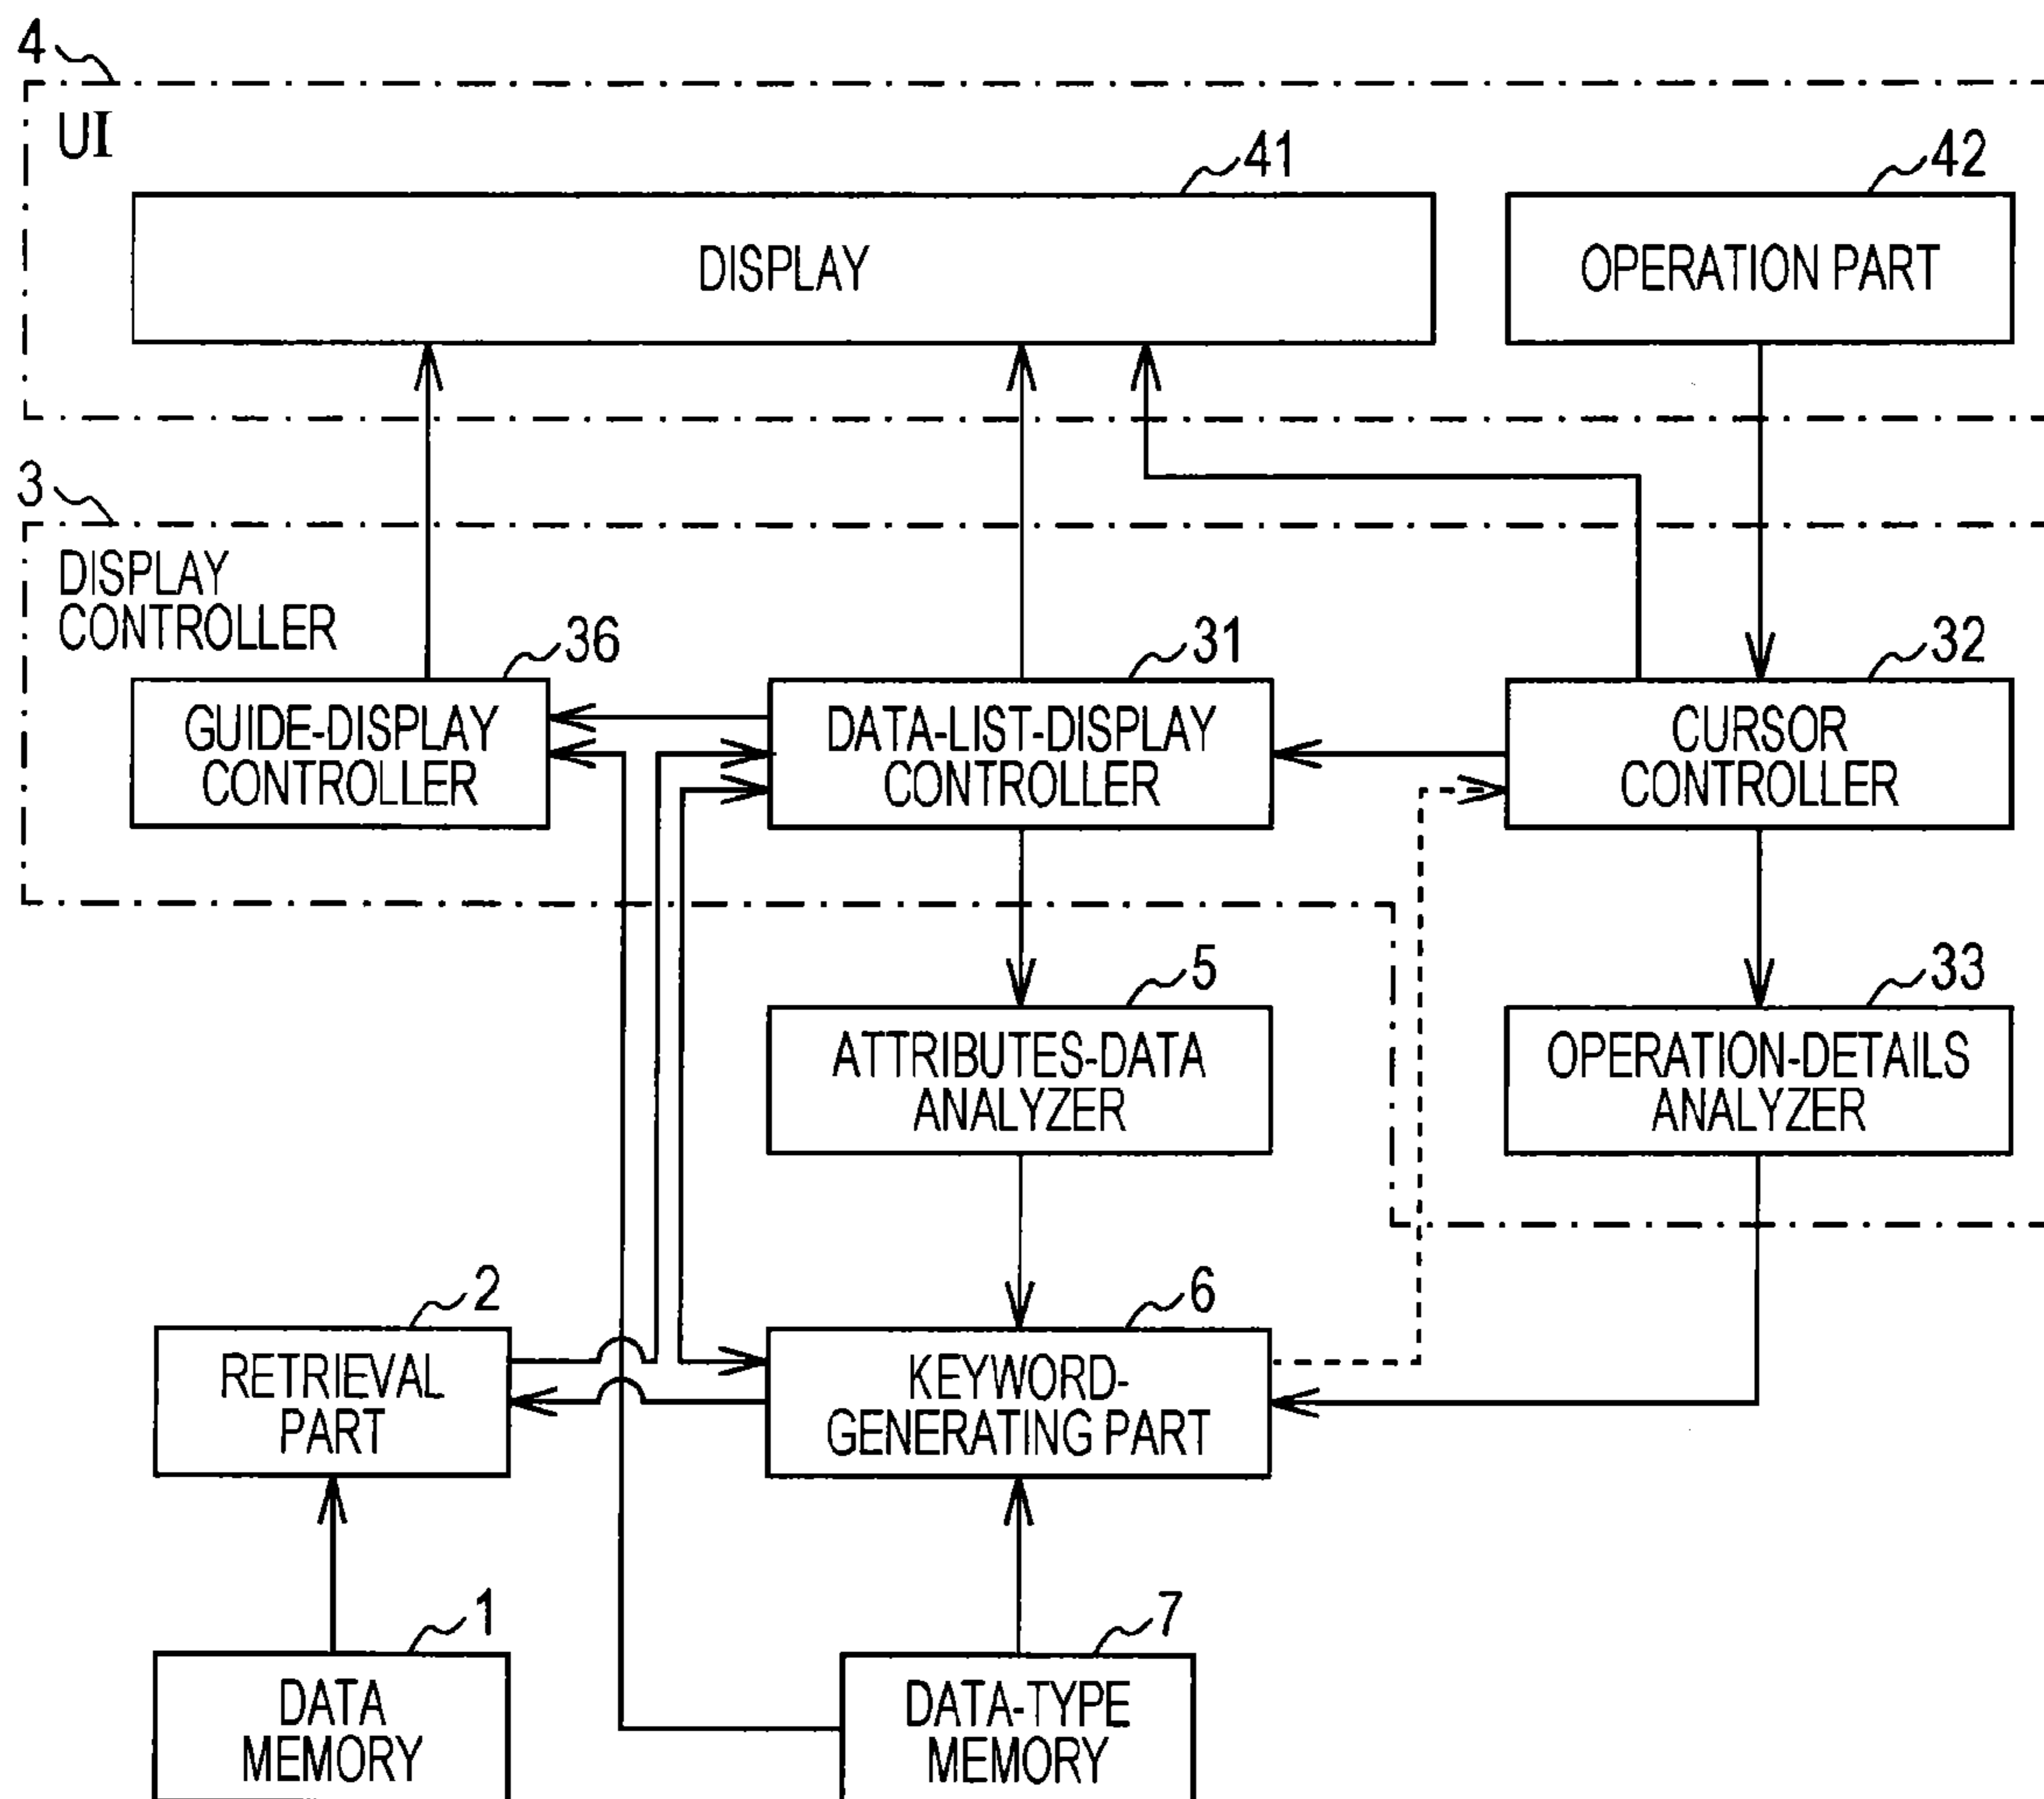 4
UI
41
42
DISPLAY
OPERATION PART
3
DISPLAY
CONTROLLER
36
31
32
GUIDE-DISPLAY
CONTROLLER
DATA-LIST-DISPLAY
CONTROLLER
CURSOR
CONTROLLER
5
33
ATTRIBUTES-DATA
ANALYZER
OPERATION-DETAILS
ANALYZER
2
6
RETRIEVAL
PART
KEYWORD-
GENERATING PART
1
7
DATA
MEMORY
DATA-TYPE
MEMORY